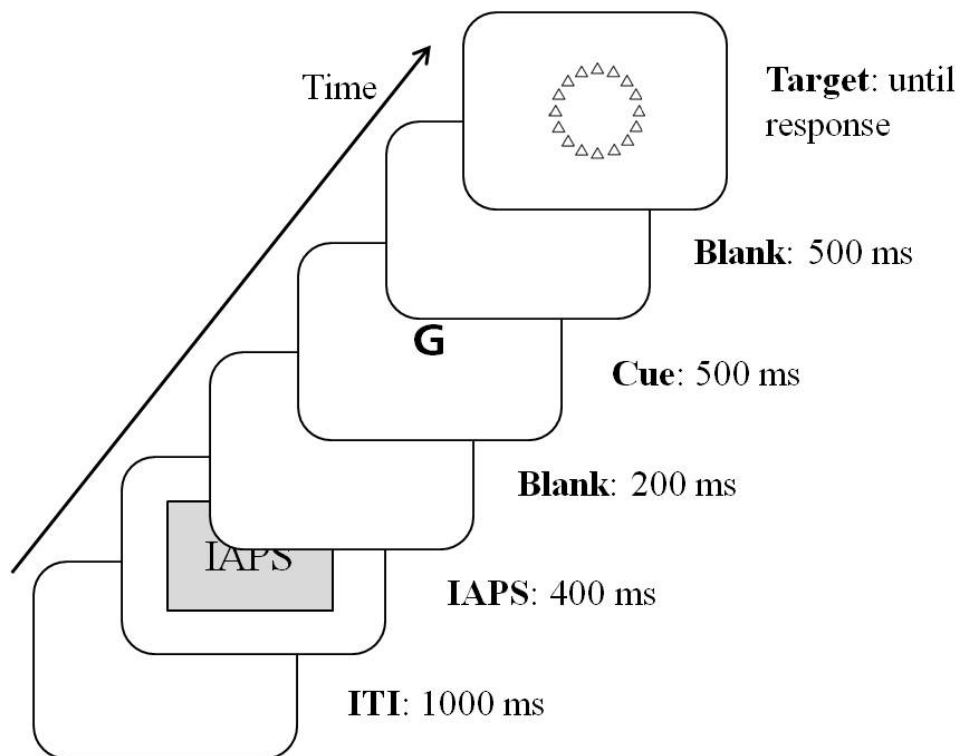 Time
Target: until
response
Blank: 500 ms
G
Cue: 500 ms
Blank: 200 ms
IAPS
IAPS: 400 ms
ITI: 1000 ms